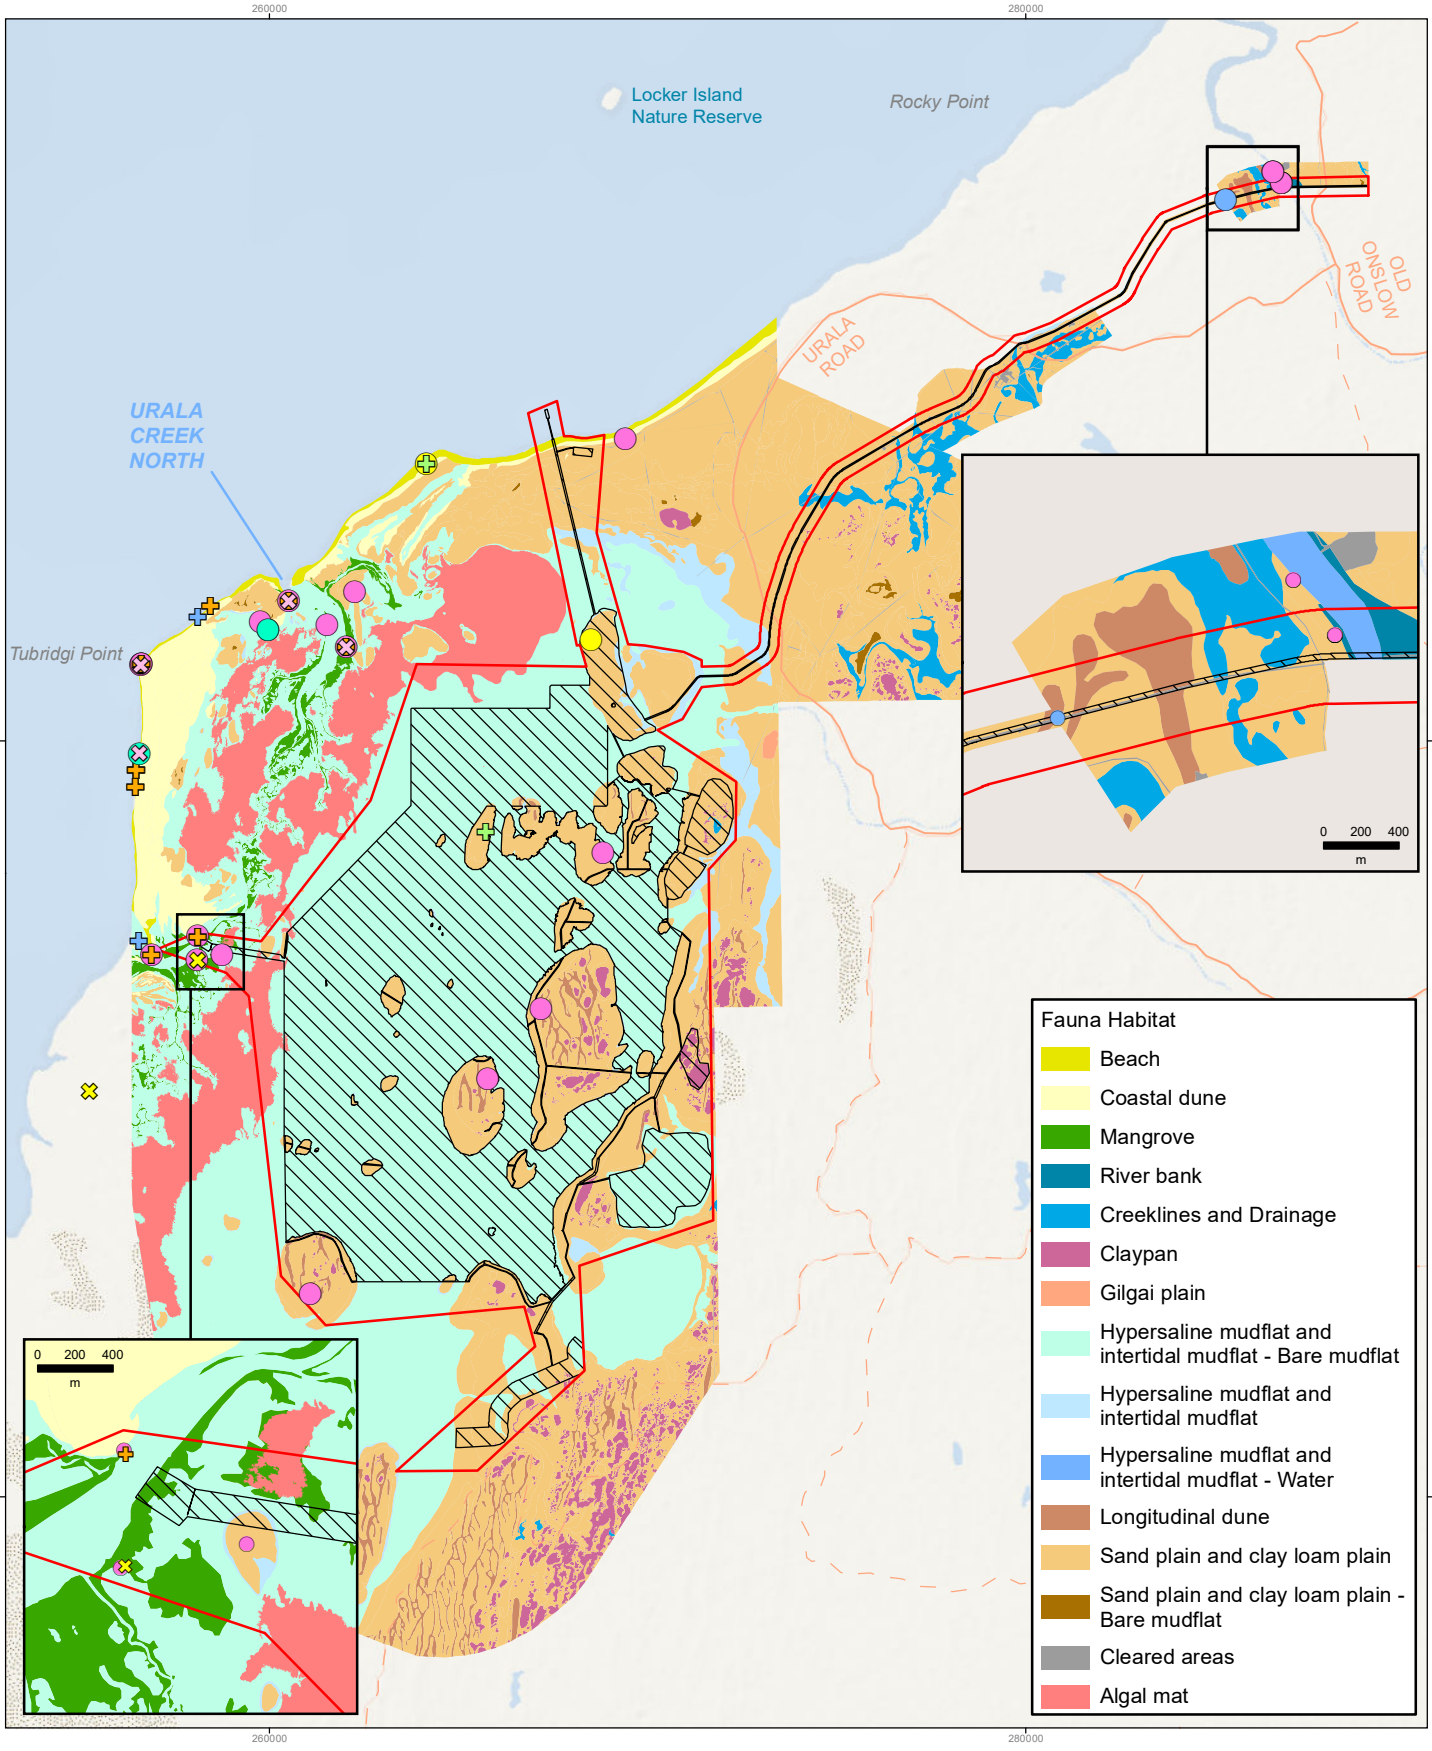 260000
280000
Locker Island
Nature Reserve
Rocky Point
OLD
ONSLOW
ROAD
URALA
ROAD
URALA
CREEK
NORTH
Tubridgi Point
0 200 400
m
Fauna Habitat
Beach
Coastal dune
Mangrove
River bank
Creeklines and Drainage
Claypan
Gilgai plain
Hypersaline mudflat and
intertidal mudflat - Bare mudflat
Hypersaline mudflat and
intertidal mudflat
Hypersaline mudflat and
intertidal mudflat - Water
Longitudinal dune
Sand plain and clay loam plain
Sand plain and clay loam plain -
Bare mudflat
Cleared areas
Algal mat
0 200 400
m
260000
280000